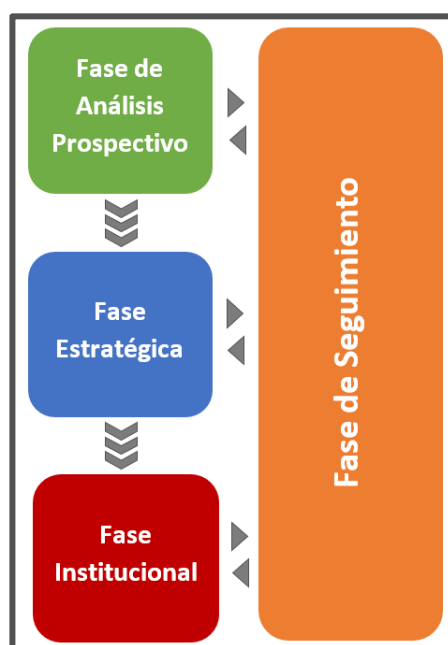 Fase de
Análisis
Prospectivo
Fase
Estratégica
Fase
Institucional
Fase de Seguimiento